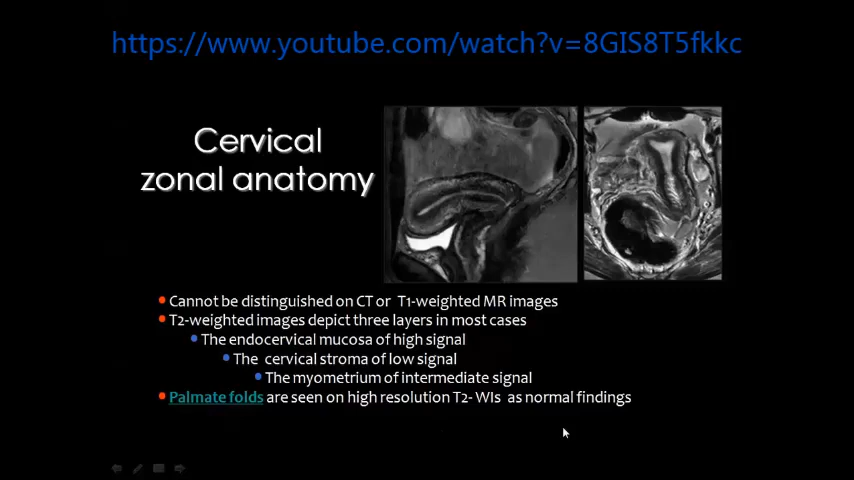 https://www.youtube.com/watch?v=8GIS8T5fkkc
Cervical
zonal anatomy
Cannot be distinguished on CT or T1-weighted MR images
T2-weighted images depict three layers in most cases
The endocervical mucosa of high signal
The cervical stroma of low signal
The myometrium of intermediate signal
Palmate folds are seen on high resolution T2- WIs as normal findings